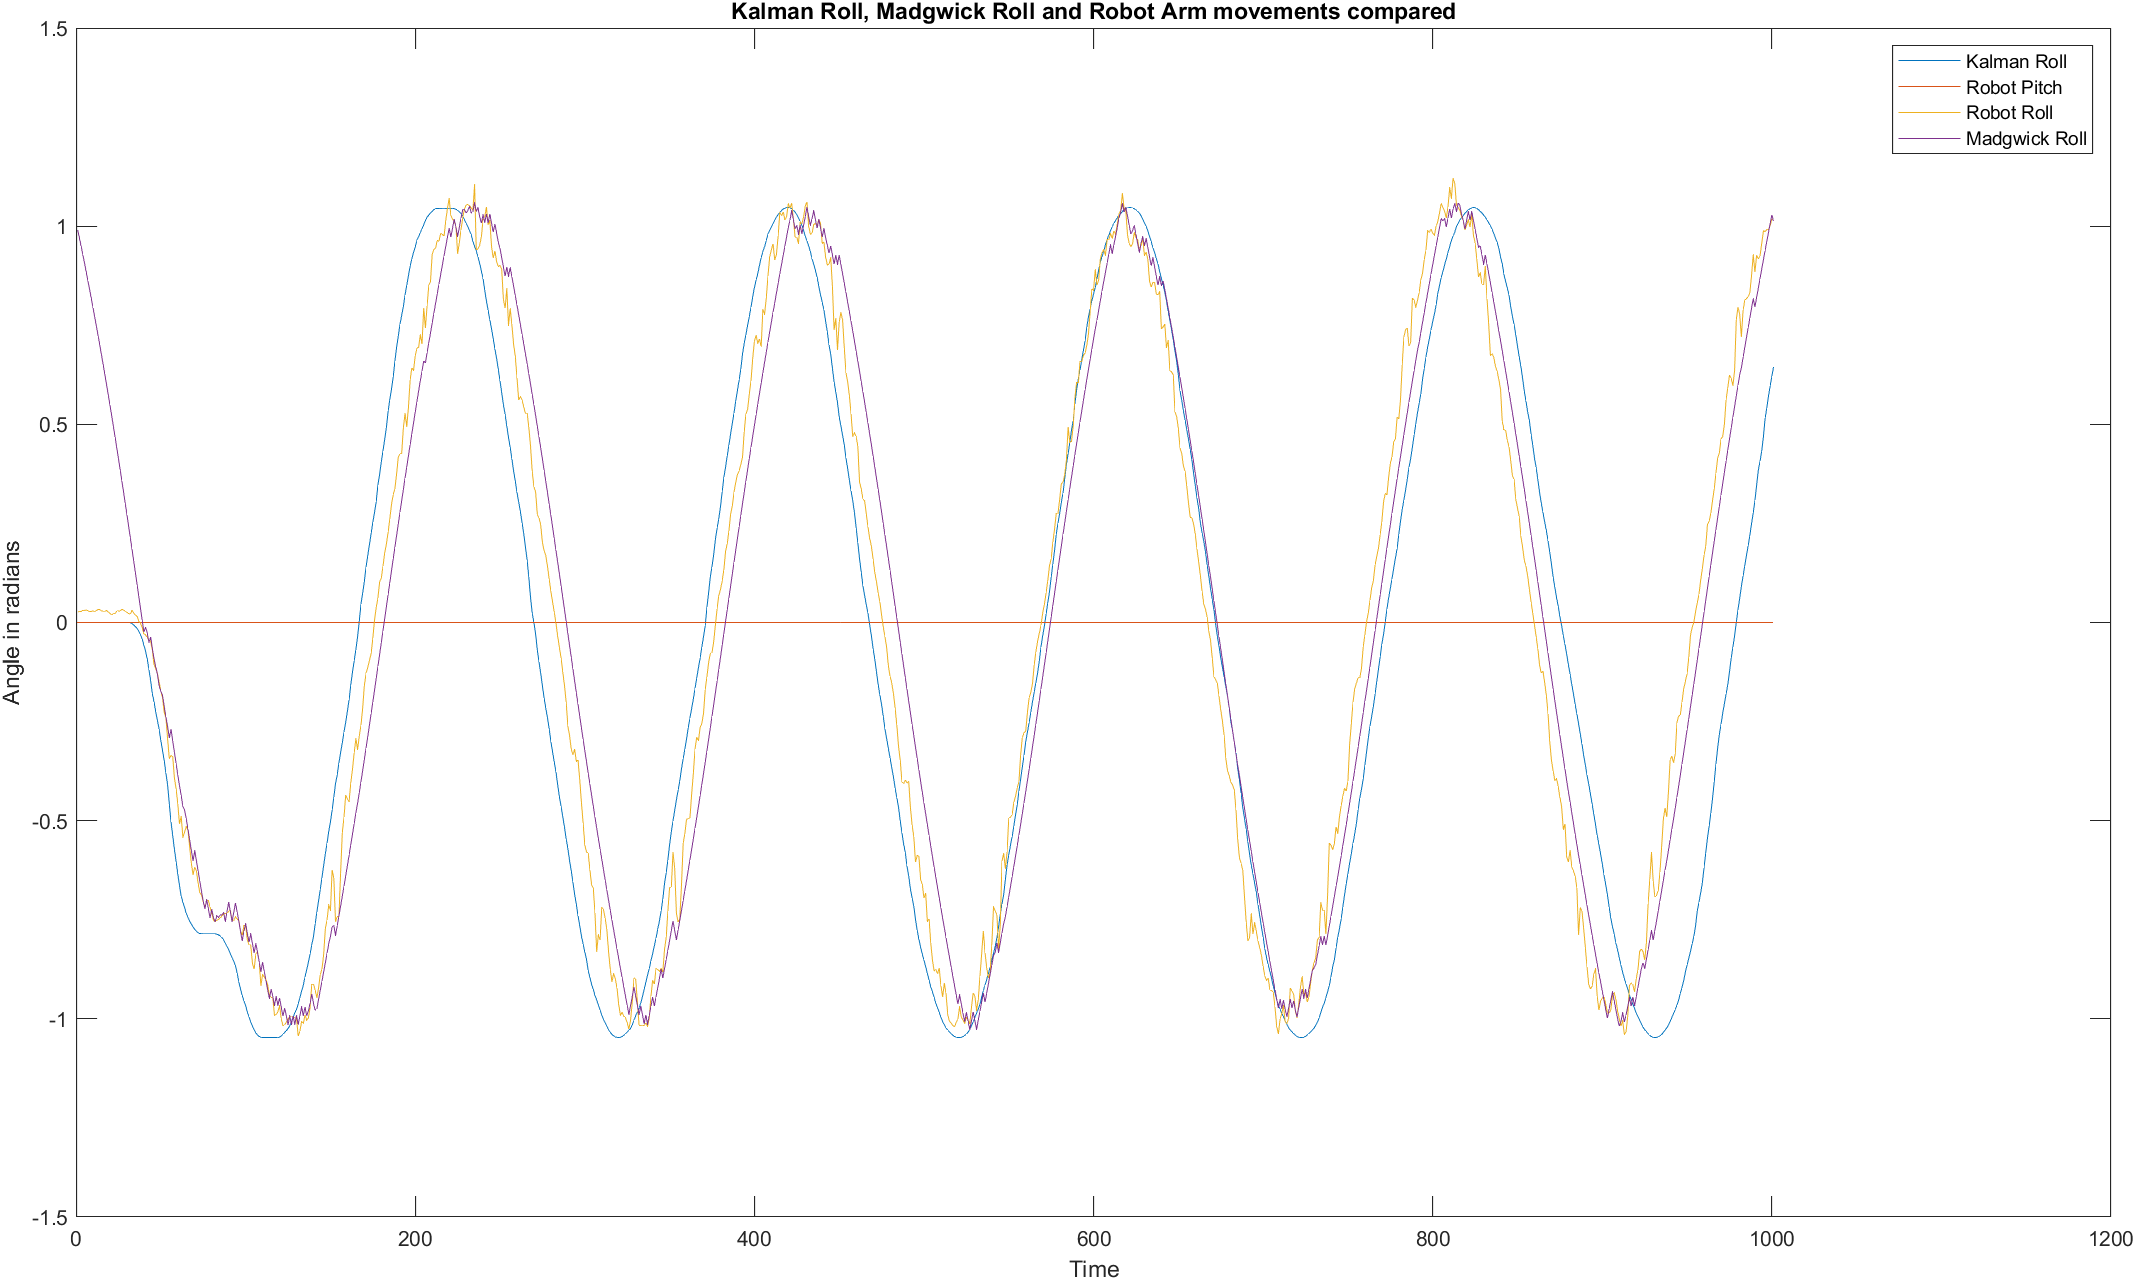 Kalman Roll, Madgwick Roll and Robot Arm movements compared
1.5
1
0.5
0
-0.5
-1
-1.5
Angle in radians
Kalman Roll
Robot Pitch
Robot Roll
Madgwick Roll
0 200 400 600 800 1000 1200
Time